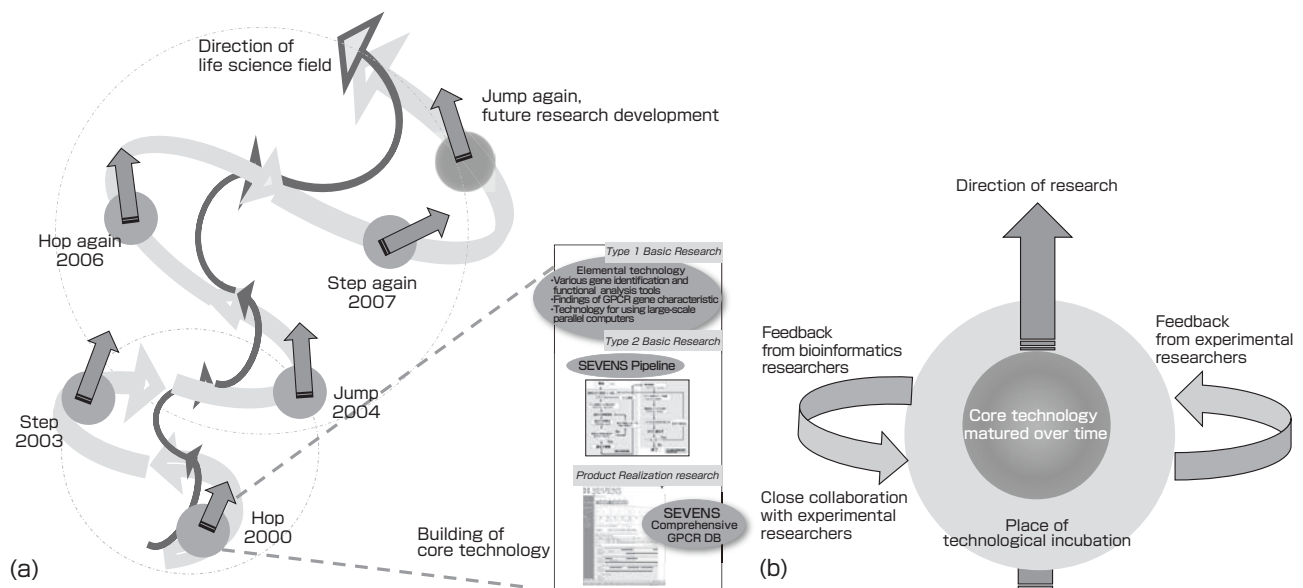 Direction of
life science field
Jump again,
future research development
Hop again
2006
Step again
2007
Step
2003
Jump
2004
Hop
2000
Building of
core technology
(a)
Type 1 Basic Research
Elemental technology
・Various gene identification and
functional analysis tools
・Findings of GPCR gene characteristic
・Technology for using large-scale
parallel computers
Type 2 Basic Research
SEVENS Pipeline
Product Realization research
SEVENS
SEVENS
Comprehensive
GPCR DB
(b)
Direction of research
Feedback
from bioinformatics
researchers
Feedback
from experimental
researchers
Core technology
matured over time
Close collaboration
with experimental
researchers
Place of
technological incubation